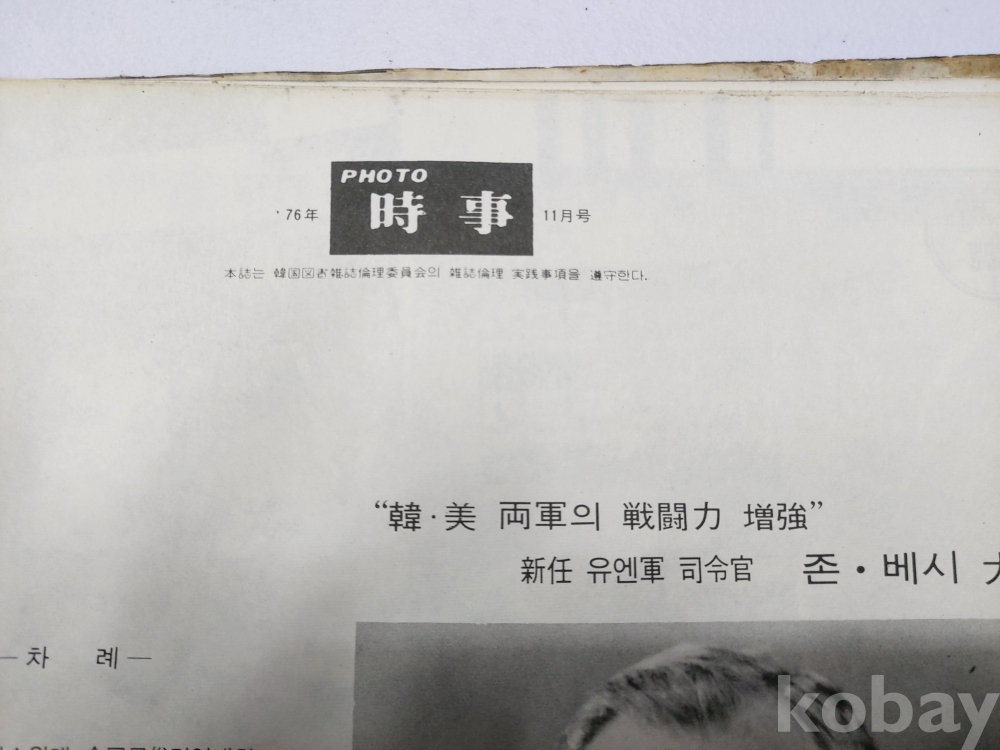 PHOTO
'76年 時事 11月号
本誌는 韓国図书雑誌倫理委員会의 雑誌倫理 実践事項을 遵守한다.
“韓·美 両軍의 戦闘力 増強”
新任 유엔軍 司令官 존·베시
—차 례—
kobay